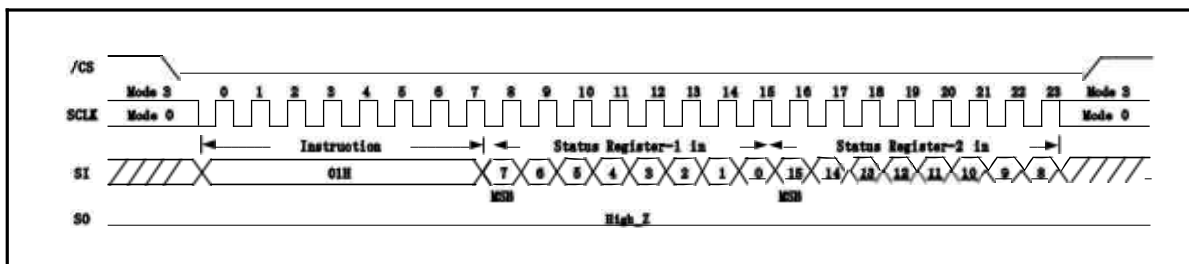 /CS
Mode 3 0 1 2 3 4 5 6 7 8 9 10 11 12 13 14 15 16 17 18 19 20 21 22 23 Mode 3
SCLK Mode 0 Mode 0
Instruction Status Register-1 in Status Register-2 in
SI 01H 7 6 5 4 3 2 1 0 15 14 13 12 11 10 9 8
MSB MSB
SO High_Z